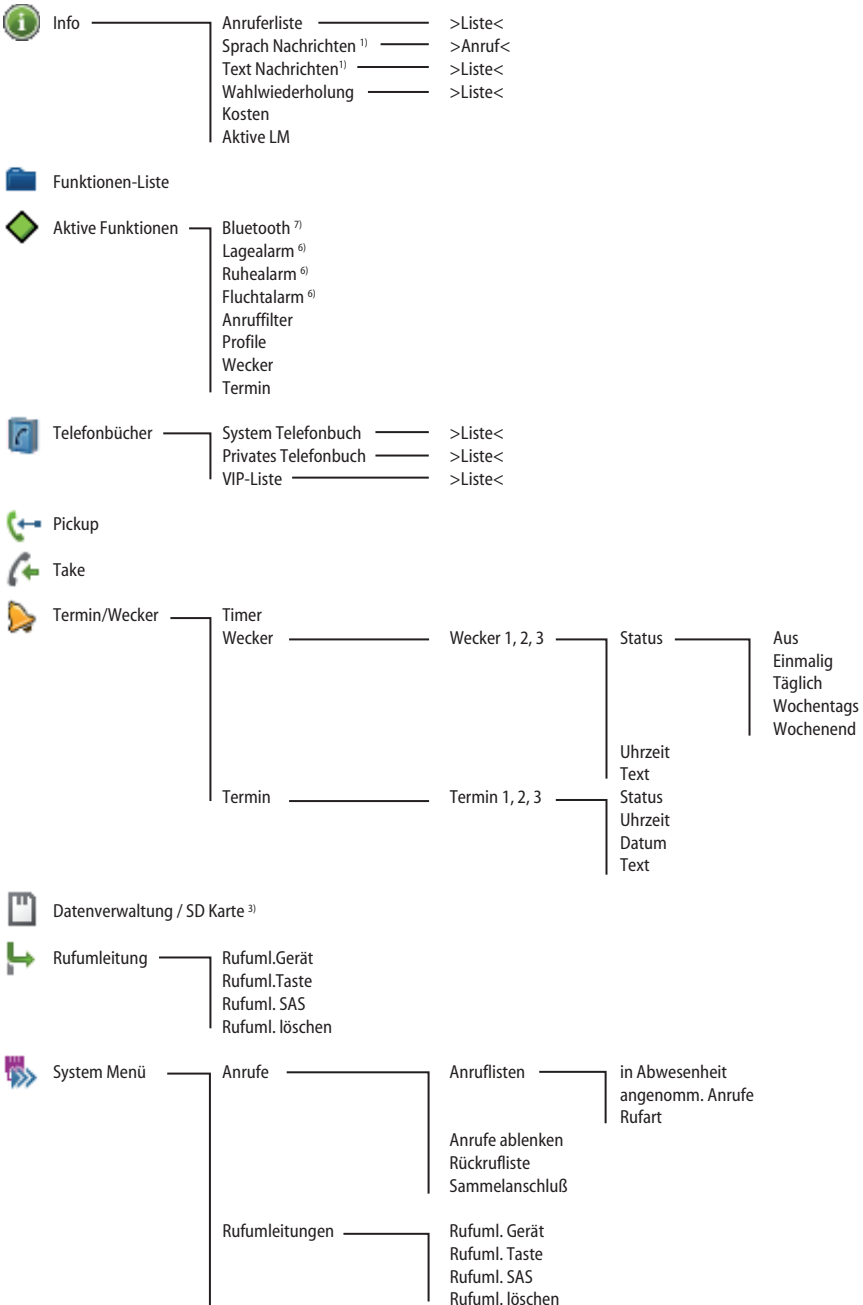 Info Anruferliste >Liste<
Sprach Nachrichten 1) >Anruf<
Text Nachrichten1) >Liste<
Wahlwiederholung >Liste<
Kosten
Aktive LM
Funktionen-Liste
Aktive Funktionen Bluetooth 7)
Lagealarm 6)
Ruhealarm 6)
Fluchtalarm 6)
Anruffilter
Profile
Wecker
Termin
Telefonbücher System Telefonbuch >Liste<
Privates Telefonbuch >Liste<
VIP-Liste >Liste<
Pickup
Take
Termin/Wecker Timer
Wecker Wecker 1, 2, 3 Status Aus
Einmalig
Täglich
Wochentags
Wochenend
Uhrzeit
Text
Termin Termin 1, 2, 3 Status
Uhrzeit
Datum
Text
Datenverwaltung / SD Karte 3)
Rufumleitung Rufuml.Gerät
Rufuml.Taste
Rufuml. SAS
Rufuml. löschen
System Menü Anrufe Anruflisten in Abwesenheit
angenomm. Anrufe
Rufart
Anrufe ablenken
Rückrufliste
Sammelanschluß
Rufumleitungen Rufuml. Gerät
Rufuml. Taste
Rufuml. SAS
Rufuml. löschen